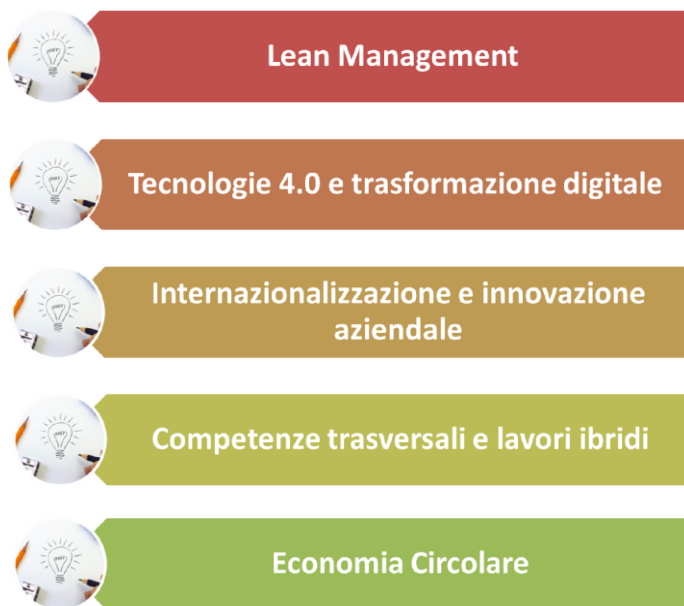 Lean Management
Tecnologie 4.0 e trasformazione digitale
Internazionalizzazione e innovazione
aziendale
Competenze trasversali e lavori ibridi
Economia Circolare